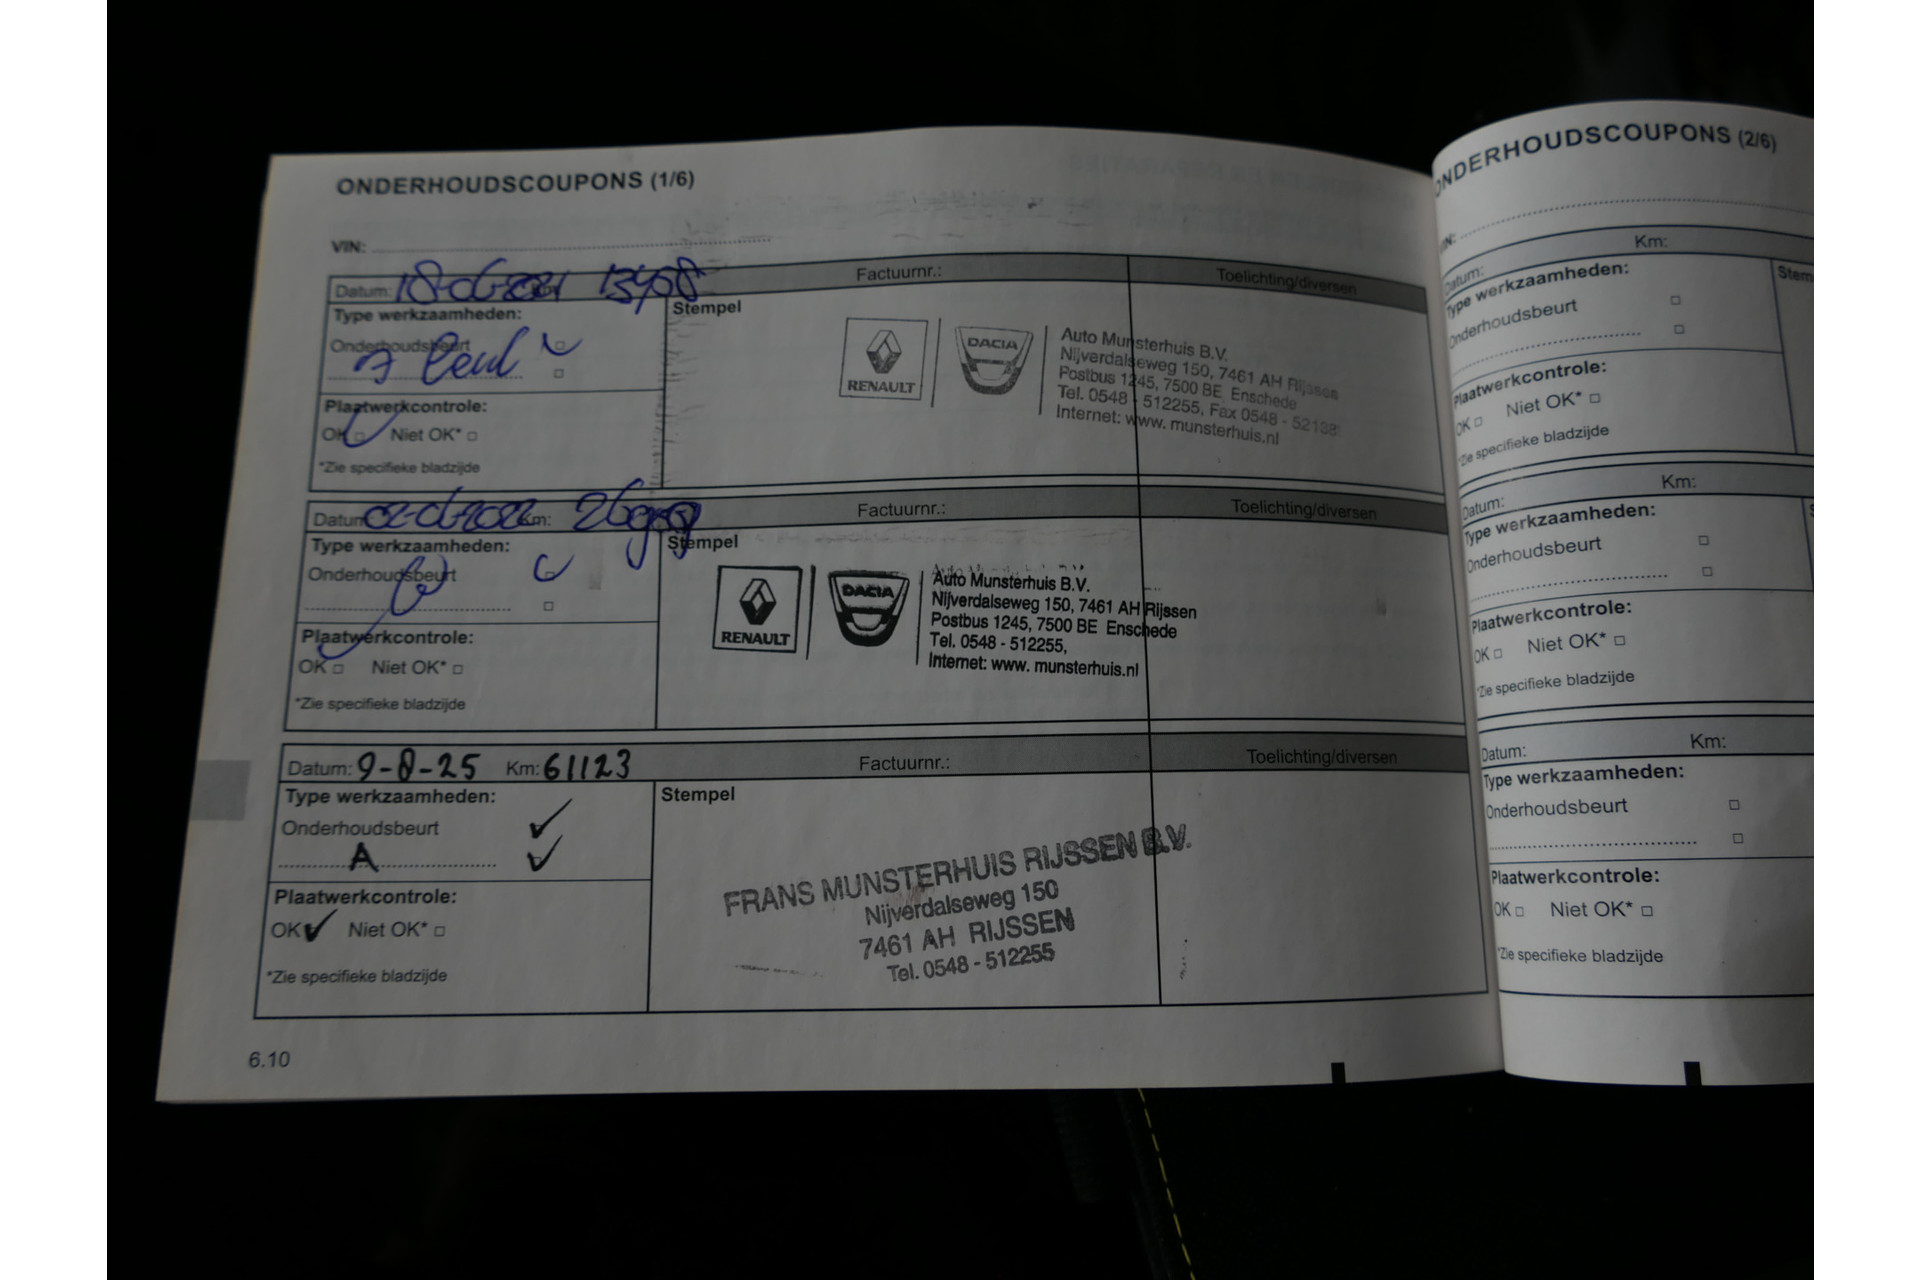 ONDERHOUDSCOUPONS (1/6)
VIN:
Datum: Factuurnr.: Toelichting/diversen
Type werkzaamheden:
Onderhoudsbeurt
Plaatwerkcontrole:
OK Niet OK*
*Zie specifieke bladzijde
Stempel
RENAULT
DACIA
Auto Munsterhuis B.V.
Nijverdalseweg 150, 7461 AH Rijssen
Postbus 1245, 7500 BE Enschede
Tel. 0548 - 512255, Fax 0548 -
Internet: www. munsterhuis.nl
Datum: Km: Factuurnr.: Toelichting/diversen
Type werkzaamheden:
Onderhoudsbeurt
Plaatwerkcontrole:
OK Niet OK*
*Zie specifieke bladzijde
Stempel
RENAULT
DACIA
Auto Munsterhuis B.V.
Nijverdalseweg 150, 7461 AH Rijssen
Postbus 1245, 7500 BE Enschede
Tel. 0548 - 512255,
Internet: www. munsterhuis.nl
Datum: 9-8-25 Km: 61123 Factuurnr.: Toelichting/diversen
Type werkzaamheden:
Onderhoudsbeurt ✓
A ✓
Plaatwerkcontrole:
OK ✓ Niet OK*
*Zie specifieke bladzijde
Stempel
FRANS MUNSTERHUIS RIJSSEN B.V.
Nijverdalseweg 150
7461 AH RIJSSEN
Tel. 0548 - 512255
6.10
ONDERHOUDSCOUPONS (2/6)
VIN:
Datum: Km:
Type werkzaamheden: Stem
Onderhoudsbeurt
Plaatwerkcontrole:
OK Niet OK*
*Zie specifieke bladzijde
Datum: Km:
Type werkzaamheden:
Onderhoudsbeurt
Plaatwerkcontrole:
OK Niet OK*
*Zie specifieke bladzijde
Datum: Km:
Type werkzaamheden:
Onderhoudsbeurt
Plaatwerkcontrole:
OK Niet OK*
*Zie specifieke bladzijde